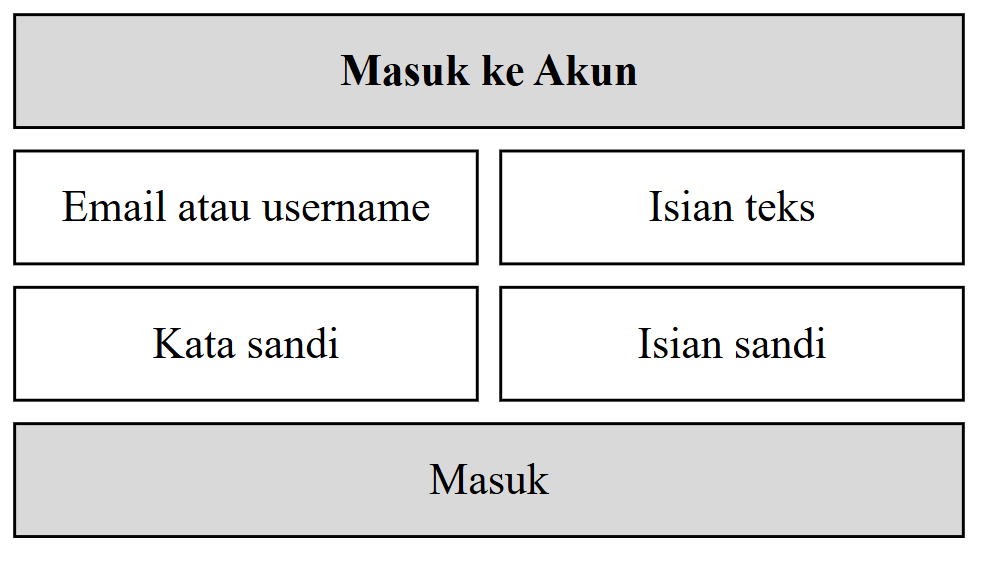 Masuk ke Akun
Email atau username
Isian teks
Kata sandi
Isian sandi
Masuk